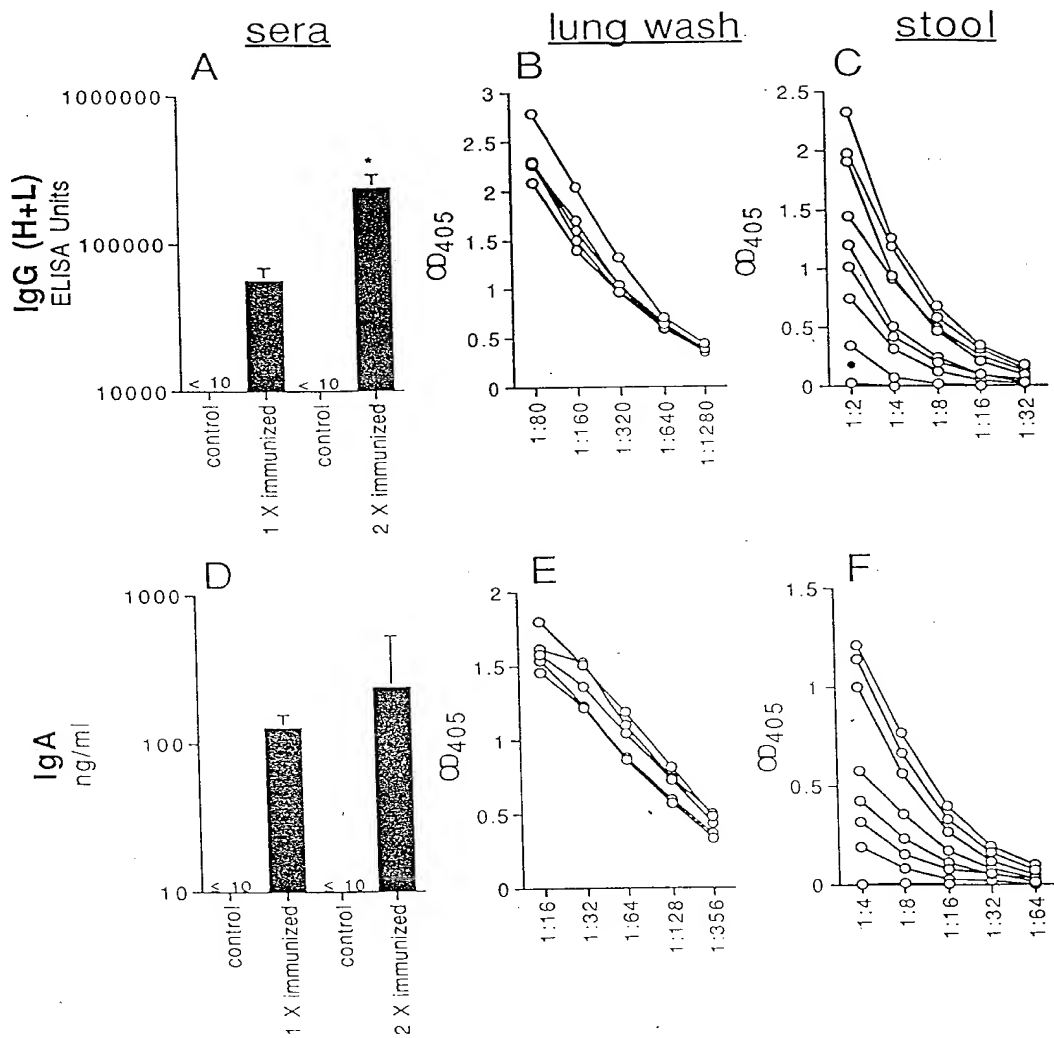 sera
lung wash
stool
A
IgG (H+L)
ELISA Units
1000000
100000
10000
< 10
< 10
control
1 X immunized
control
*
2 X immunized
B
OD405
3
2.5
2
1.5
1
0.5
0
1:80
1:160
1:320
1:640
1:1280
C
OD405
2.5
2
1.5
1
0.5
0
1:2
1:4
1:8
1:16
1:32
D
IgA
ng/ml
1000
100
10
< 10
< 10
control
1 X immunized
control
2 X immunized
E
OD405
2
1.5
1
0.5
0
1:16
1:32
1:64
1:128
1:356
F
OD405
1.5
1
0.5
0
1:4
1:8
1:16
1:32
1:64